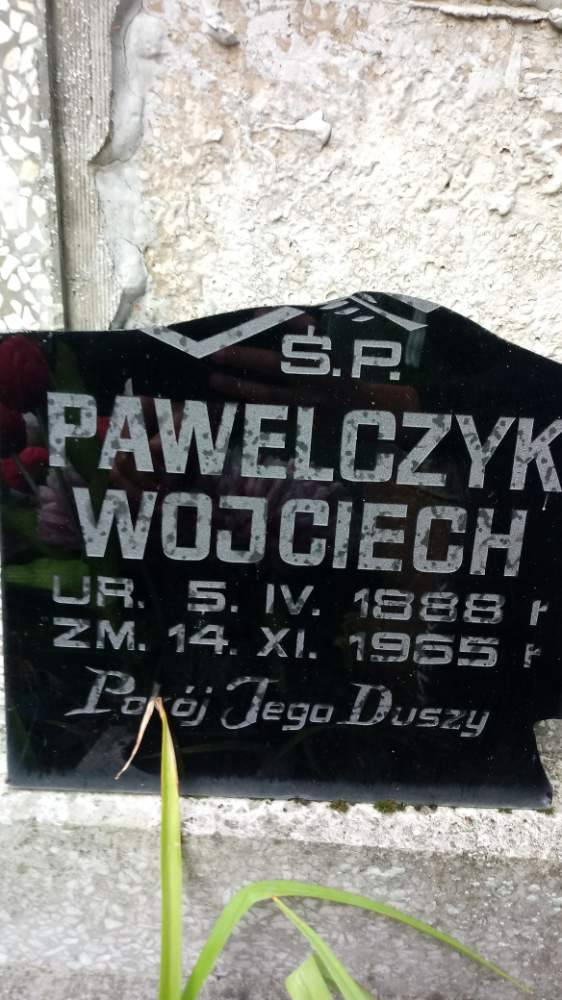 Ś.P.
PAWELCZYK
WOJCIECH
UR. 5. IV. 1888 r
ZM. 14. XI. 1965 r
Pokój Jego Duszy